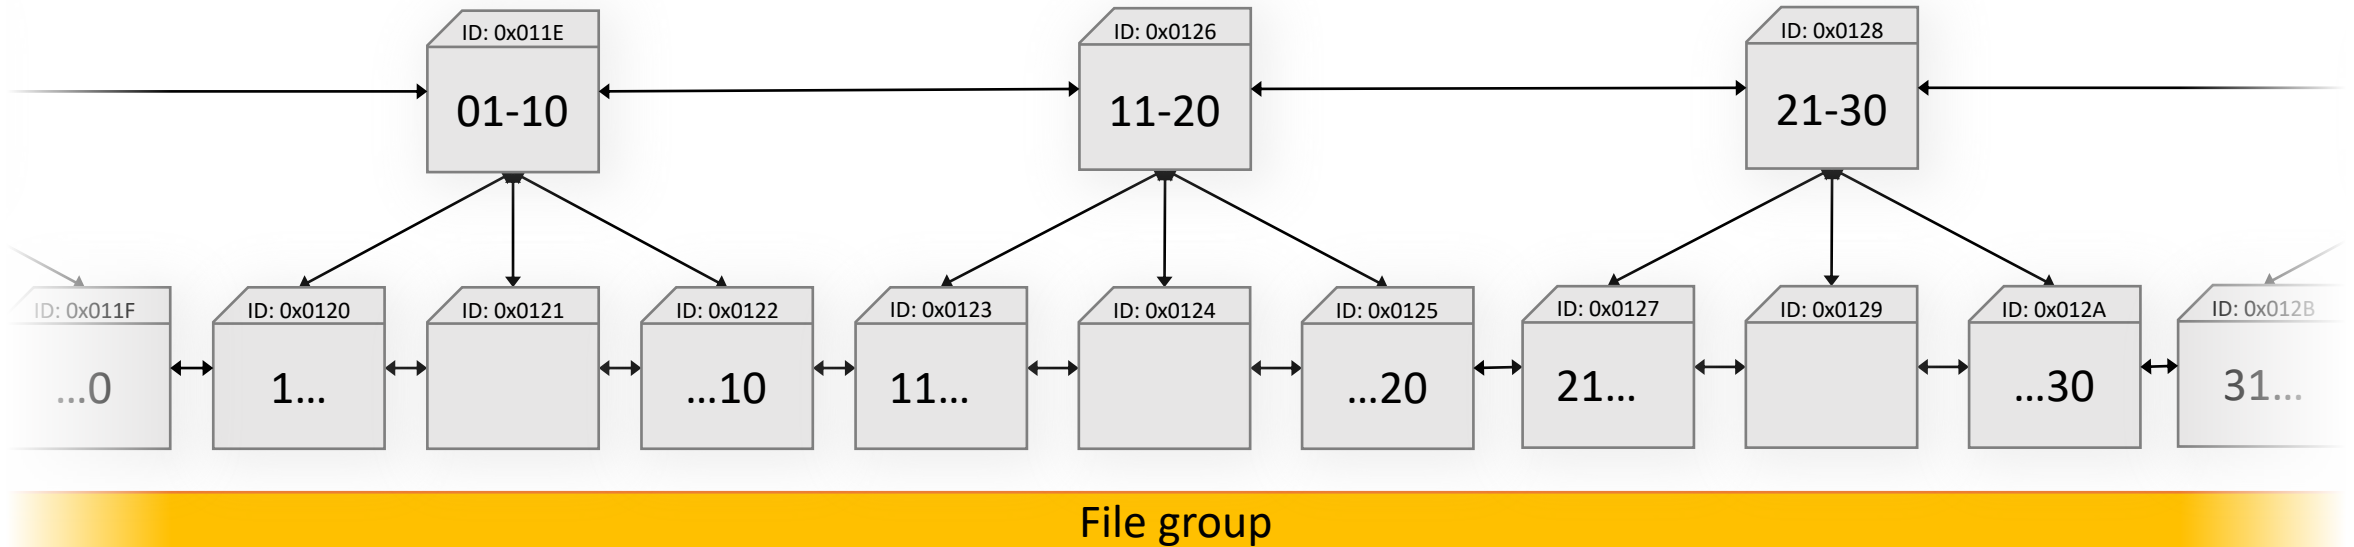 ID: 0x011E
01-10
ID: 0x0126
11-20
ID: 0x0128
21-30
ID: 0x011F
...0
ID: 0x0120
1...
ID: 0x0121
ID: 0x0122
...10
ID: 0x0123
11...
ID: 0x0124
ID: 0x0125
...20
ID: 0x0127
21...
ID: 0x0129
ID: 0x012A
...30
ID: 0x012B
31...
File group